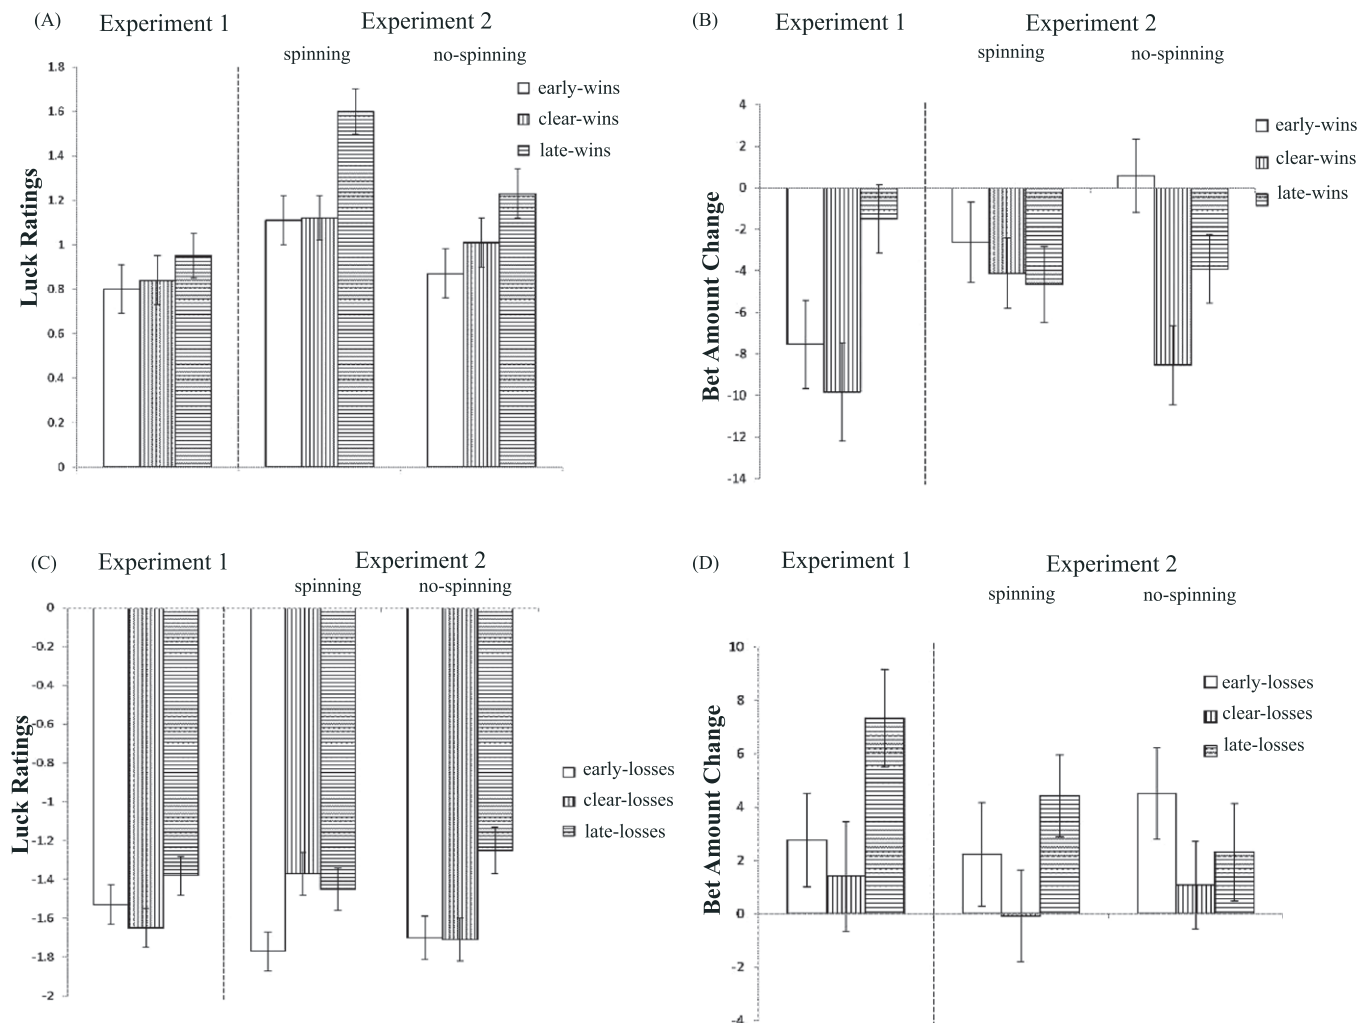 (A) Experiment 1 Experiment 2
spinning no-spinning
Luck Ratings
1.8
1.6
1.4
1.2
1
0.8
0.6
0.4
0.2
0
early-wins
clear-wins
late-wins
(B) Experiment 1 Experiment 2
spinning no-spinning
Bet Amount Change
4
2
0
-2
-4
-6
-8
-10
-12
-14
early-wins
clear-wins
late-wins
(C) Experiment 1 Experiment 2
spinning no-spinning
Luck Ratings
0
-0.2
-0.4
-0.6
-0.8
-1
-1.2
-1.4
-1.6
-1.8
-2
early-losses
clear-losses
late-losses
(D) Experiment 1 Experiment 2
spinning no-spinning
Bet Amount Change
10
8
6
4
2
0
-2
-4
early-losses
clear-losses
late-losses